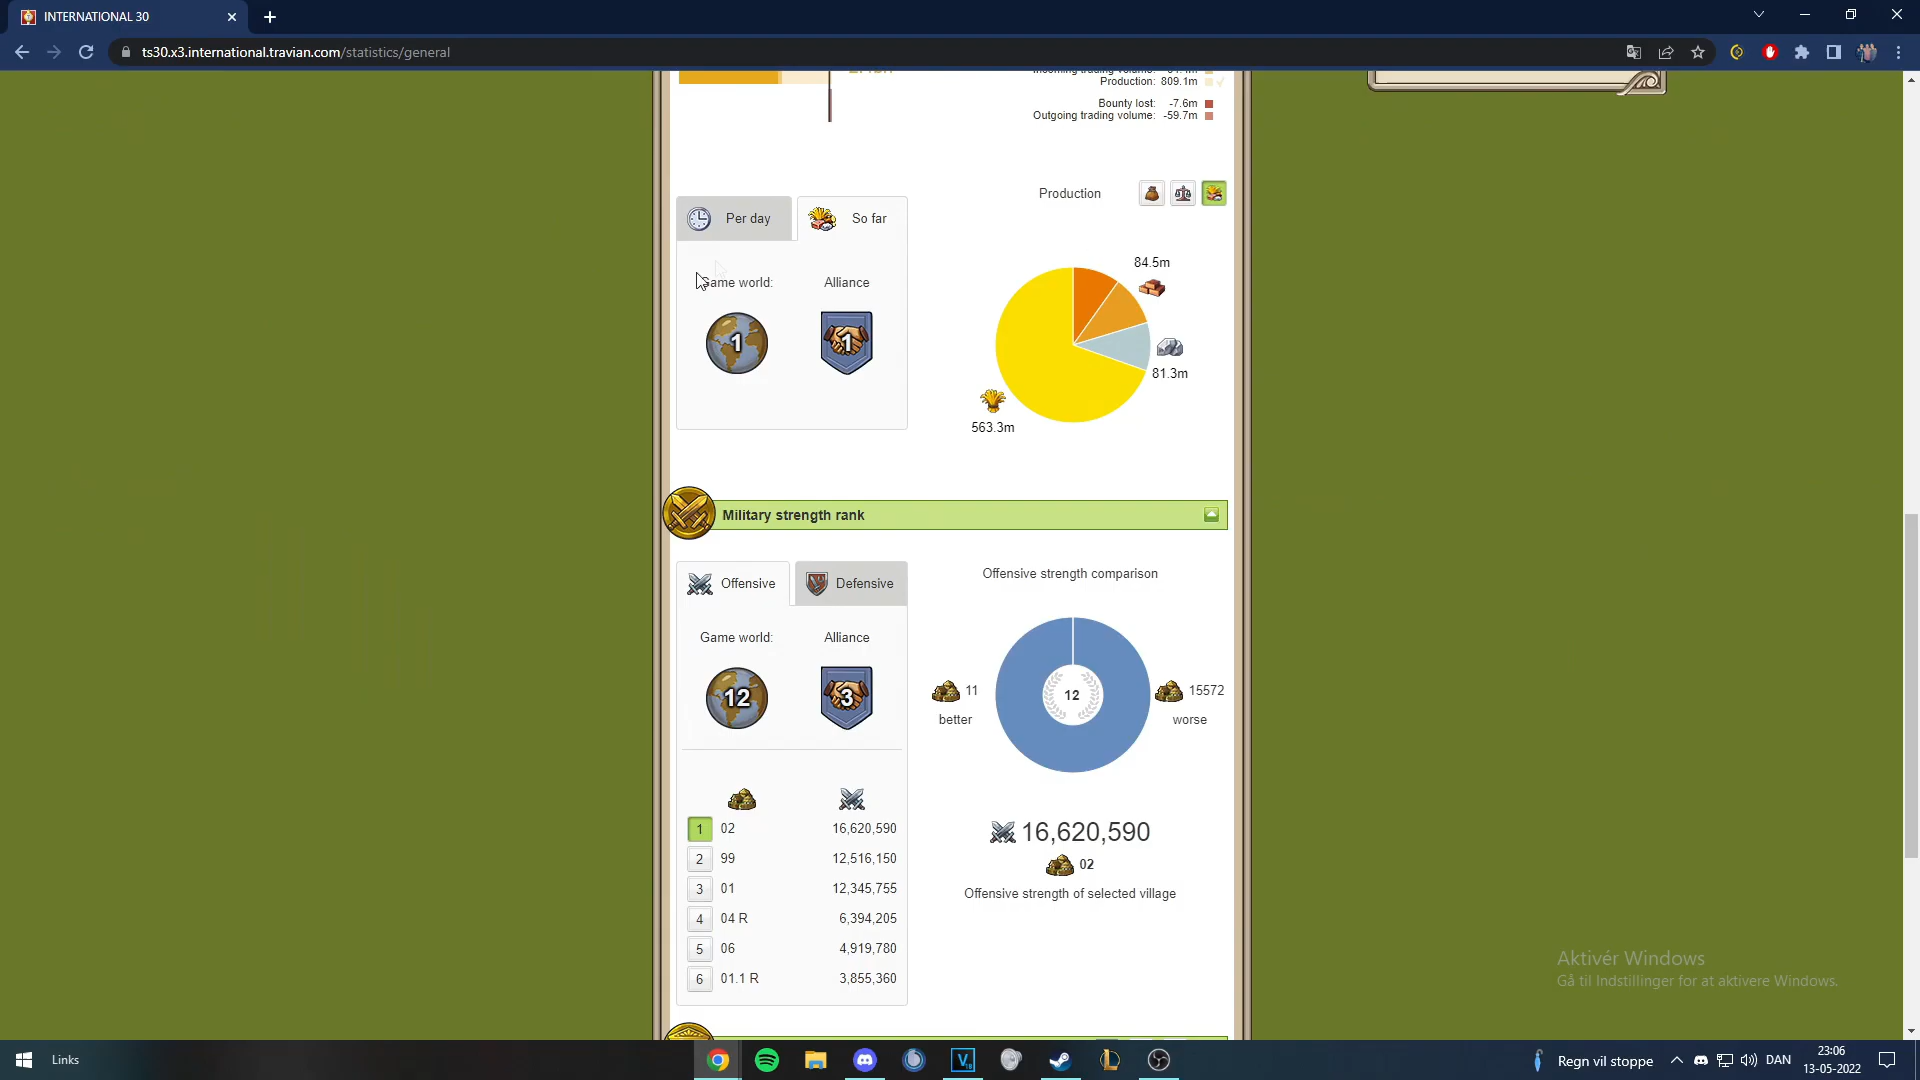 INTERNATIONAL 30
ts30.x3.international.travian.com/statistics/general
Production: 809.1m
Bounty lost: -7.6m
Outgoing trading volume: -59.7m
Per day
So far
Production
Game world:
Alliance
1
1
84.5m
81.3m
563.3m
Military strength rank
Offensive
Defensive
Offensive strength comparison
Game world:
Alliance
12
3
11
better
12
15572
worse
1 02 16,620,590
2 99 12,516,150
3 01 12,345,755
4 04 R 6,394,205
5 06 4,919,780
6 01.1 R 3,855,360
16,620,590
02
Offensive strength of selected village
Aktivér Windows
Gå til Indstillinger for at aktivere Windows.
Links
Regn vil stoppe
DAN
23:06
13-05-2022